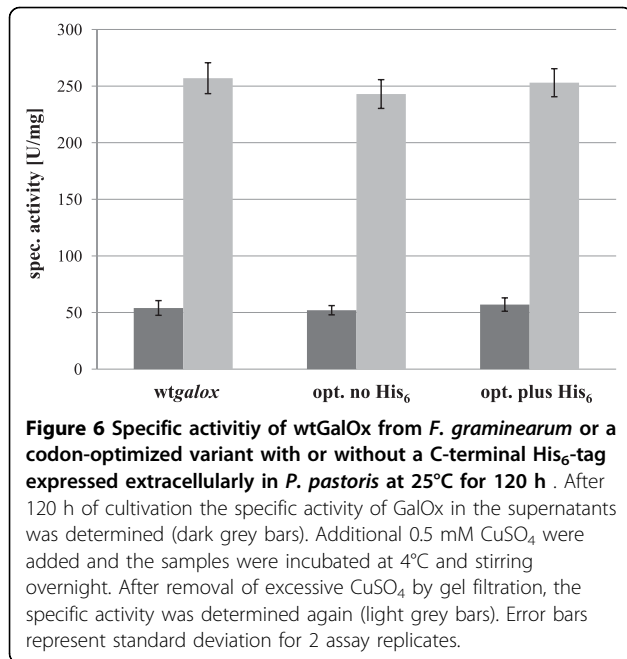 300
250
200
150
100
50
0
spec. activity [U/mg]
wtgalox
opt. no His6
opt. plus His6
Figure 6 Specific activitiy of wtGalOx from F. graminearum or a
codon-optimized variant with or without a C-terminal His6-tag
expressed extracellularly in P. pastoris at 25°C for 120 h . After
120 h of cultivation the specific activity of GalOx in the supernatants
was determined (dark grey bars). Additional 0.5 mM CuSO4 were
added and the samples were incubated at 4°C and stirring
overnight. After removal of excessive CuSO4 by gel filtration, the
specific activity was determined again (light grey bars). Error bars
represent standard deviation for 2 assay replicates.